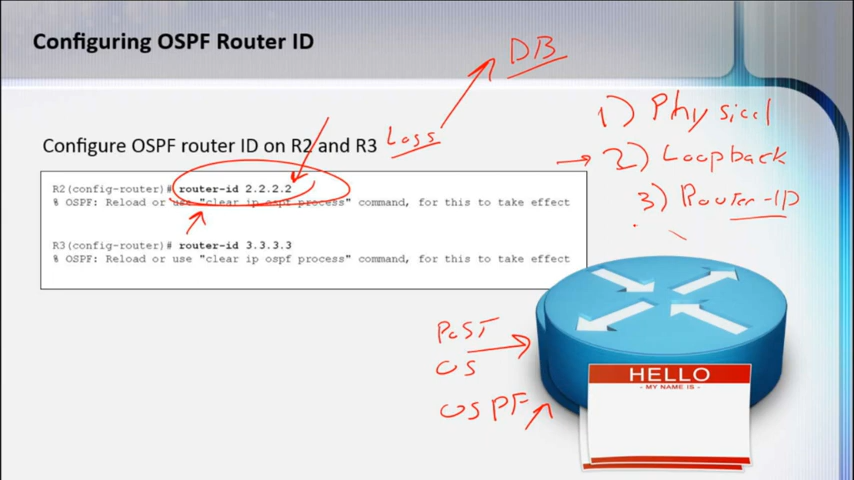 Configuring OSPF Router ID
DB
1) Physical
Configure OSPF router ID on R2 and R3
Loss
2) Loopback
3) Router-ID
R2(config-router)# router-id 2.2.2.2
% OSPF: Reload or use "clear ip ospf process" command, for this to take effect
R3(config-router)# router-id 3.3.3.3
% OSPF: Reload or use "clear ip ospf process" command, for this to take effect
POST
OS
OSPF
HELLO
- MY NAME IS -